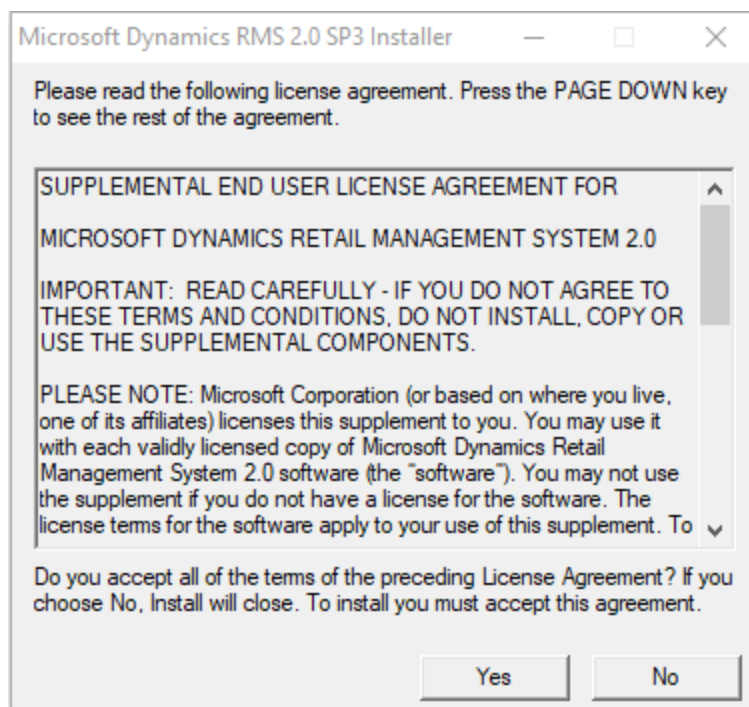 Microsoft Dynamics RMS 2.0 SP3 Installer
Please read the following license agreement. Press the PAGE DOWN key
to see the rest of the agreement.
SUPPLEMENTAL END USER LICENSE AGREEMENT FOR
MICROSOFT DYNAMICS RETAIL MANAGEMENT SYSTEM 2.0
IMPORTANT:  READ CAREFULLY - IF YOU DO NOT AGREE TO
THESE TERMS AND CONDITIONS, DO NOT INSTALL, COPY OR
USE THE SUPPLEMENTAL COMPONENTS.
PLEASE NOTE: Microsoft Corporation (or based on where you live,
one of its affiliates) licenses this supplement to you. You may use it
with each validly licensed copy of Microsoft Dynamics Retail
Management System 2.0 software (the “software”). You may not use
the supplement if you do not have a license for the software. The
license terms for the software apply to your use of this supplement. To
Do you accept all of the terms of the preceding License Agreement? If you
choose No, Install will close. To install you must accept this agreement.
Yes
No